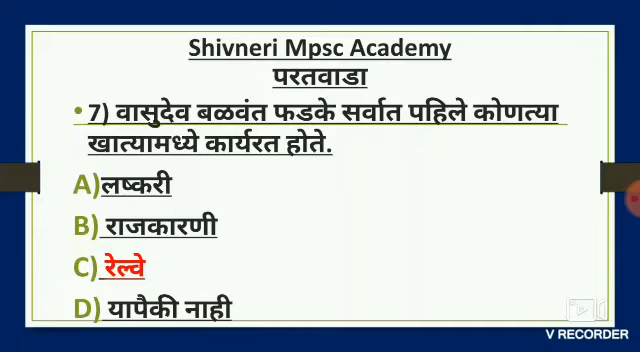 Shivneri Mpsc Academy
परतवाडा
• 7) वासुदेव बळवंत फडके सर्वात पहिले कोणत्या
खात्यामध्ये कार्यरत होते.
A)लष्करी
B) राजकारणी
C) रेल्वे
D) यापैकी नाही
V RECORDER